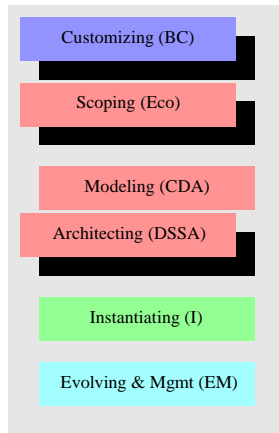 Customizing (BC)
Scoping (Eco)
Modeling (CDA)
Architecting (DSSA)
Instantiating (I)
Evolving & Mgmt (EM)